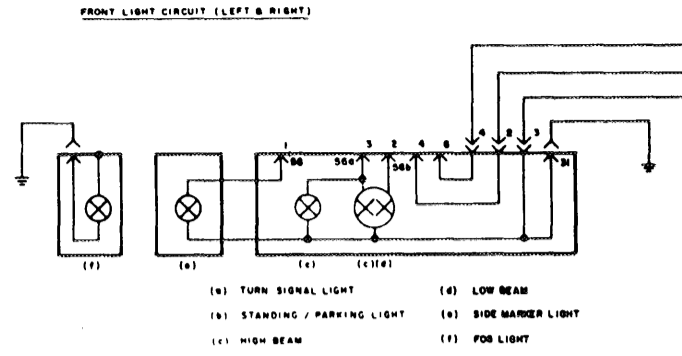 FRONT LIGHT CIRCUIT (LEFT & RIGHT)
4 2 3
1 3 2 4 6
56a 56b 31
(f) (e) (c) (c)(d)
(a) TURN SIGNAL LIGHT (d) LOW BEAM
(b) STANDING / PARKING LIGHT (e) SIDE MARKER LIGHT
(c) HIGH BEAM (f) FOG LIGHT